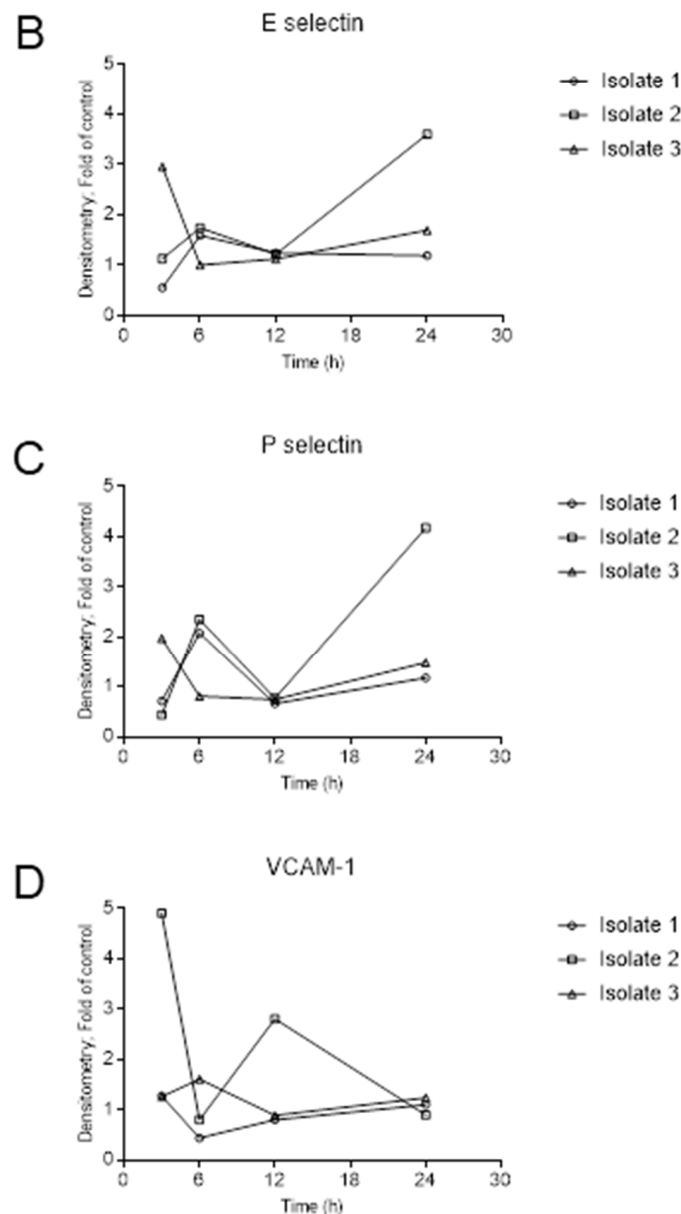 B
E selectin
Densitometry; Fold of control
5
4
3
2
1
0
0 6 12 18 24 30
Time (h)
Isolate 1
Isolate 2
Isolate 3
C
P selectin
Densitometry; Fold of control
5
4
3
2
1
0
0 6 12 18 24 30
Time (h)
Isolate 1
Isolate 2
Isolate 3
D
VCAM-1
Densitometry; Fold of control
5
4
3
2
1
0
0 6 12 18 24 30
Time (h)
Isolate 1
Isolate 2
Isolate 3